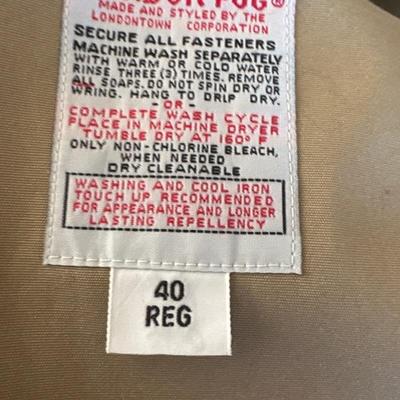 MADE AND STYLED BY THE
LONDONTOWN CORPORATION
SECURE ALL FASTENERS
MACHINE WASH SEPARATELY
WITH WARM OR COLD WATER
RINSE THREE (3) TIMES. REMOVE
ALL SOAPS. DO NOT SPIN DRY OR
WRING. HANG TO DRIP DRY.
-OR-
COMPLETE WASH CYCLE
PLACE IN MACHINE DRYER
TUMBLE DRY AT 160° F
ONLY NON-CHLORINE BLEACH,
WHEN NEEDED
DRY CLEANABLE
WASHING AND COOL IRON
TOUCH UP RECOMMENDED
FOR APPEARANCE AND LONGER
LASTING REPELLENCY
40
REG